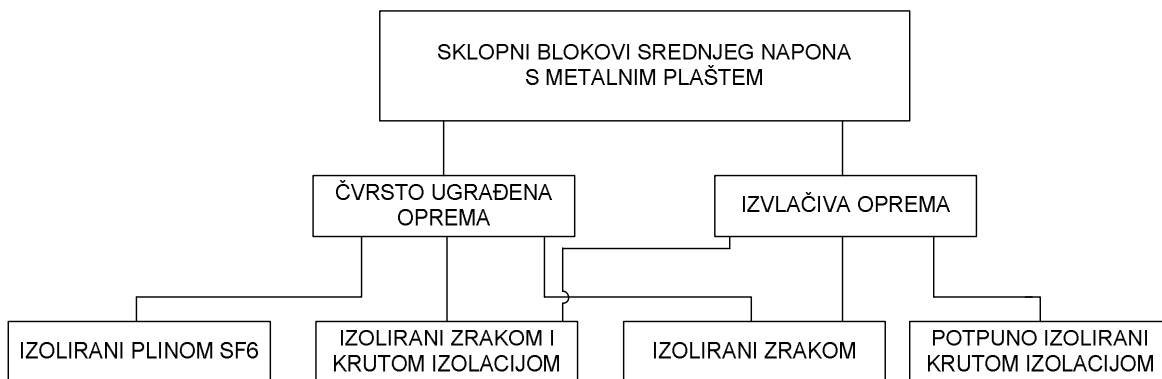 SKLOPNI BLOKOVI SREDNJEG NAPONA
S METALNIM PLAŠTEM
ČVRSTO UGRAĐENA
OPREMA
IZVLAČIVA OPREMA
IZOLIRANI PLINOM SF6
IZOLIRANI ZRAKOM I
KRUTOM IZOLACIJOM
IZOLIRANI ZRAKOM
POTPUNO IZOLIRANI
KRUTOM IZOLACIJOM